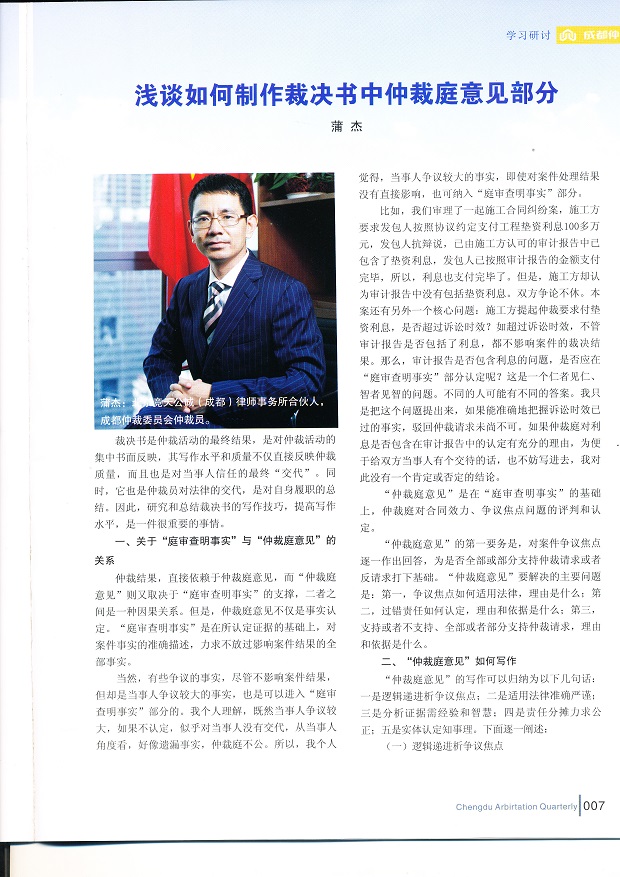 学习研讨
成都仲
浅谈如何制作裁决书中仲裁庭意见部分
蒲 杰
蒲杰：
天公诚（成都）律师事务所合伙人，
成都仲裁委员会仲裁员。
裁决书是仲裁活动的最终结果，是对仲裁活动的
集中书面反映，其写作水平和质量不仅直接反映仲裁
质量，而且也是对当事人信任的最终“交代”。同
时，它也是仲裁员对法律的交代，是对自身履职的总
结。因此，研究和总结裁决书的写作技巧，提高写作
水平，是一件很重要的事情。
一、关于“庭审查明事实”与“仲裁庭意见”的
关系
仲裁结果，直接依赖于仲裁庭意见，而“仲裁庭
意见”则又取决于“庭审查明事实”的支撑，二者之
间是一种因果关系。但是，仲裁庭意见不仅是事实认
定。“庭审查明事实”是在所认定证据的基础上，对
案件事实的准确描述，力求不放过影响案件结果的全
部事实。
当然，有些争议的事实，尽管不影响案件结果，
但却是当事人争议较大的事实，也是可以进入“庭审
查明事实”部分的。我个人理解，既然当事人争议较
大，如果不认定，似乎对当事人没有交代，从当事人
角度看，好像遗漏事实，仲裁庭不公。所以，我个人
觉得，当事人争议较大的事实，即使对案件处理结果
没有直接影响，也可纳入“庭审查明事实”部分。
比如，我们审理了一起施工合同纠纷案，施工方
要求发包人按照协议约定支付工程垫资利息100多万
元，发包人抗辩说，已由施工方认可的审计报告中已
包含了垫资利息，发包人已按照审计报告的金额支付
完毕，所以，利息也支付完毕了。但是，施工方却认
为审计报告中没有包括垫资利息。双方争论不休。本
案还有另外一个核心问题：施工方提起仲裁要求付垫
资利息，是否超过诉讼时效？如超过诉讼时效，不管
审计报告是否包括了利息，都不影响案件的裁决结
果。那么，审计报告是否包含利息的问题，是否应在
“庭审查明事实”部分认定呢？这是一个仁者见仁、
智者见智的问题。不同的人可能有不同的答案。我只
是把这个问题提出来，如果能准确地把握诉讼时效已
过的事实，驳回仲裁请求未尚不可。如果仲裁庭对利
息是否包含在审计报告中的认定有充分的理由，为便
于给双方当事人有个交待的话，也不妨写进去，我对
此没有一个肯定或否定的结论。
“仲裁庭意见”是在“庭审查明事实”的基础
上，仲裁庭对合同效力、争议焦点问题的评判和认
定。
“仲裁庭意见”的第一要务是，对案件争议焦点
逐一作出回答，为是否全部或部分支持仲裁请求或者
反请求打下基础。“仲裁庭意见”要解决的主要问题
是：第一，争议焦点如何适用法律，理由是什么；第
二，过错责任如何认定，理由和依据是什么；第三，
支持或者不支持、全部或者部分支持仲裁请求，理由
和依据是什么。
二、“仲裁庭意见”如何写作
“仲裁庭意见”的写作可以归纳为以下几句话：
一是逻辑递进析争议焦点；二是适用法律准确严谨；
三是分析证据需经验和智慧；四是责任分摊力求公
正；五是实体认定知事理。下面逐一阐述：
（一）逻辑递进析争议焦点
Chengdu Arbirtation Quarterly
007